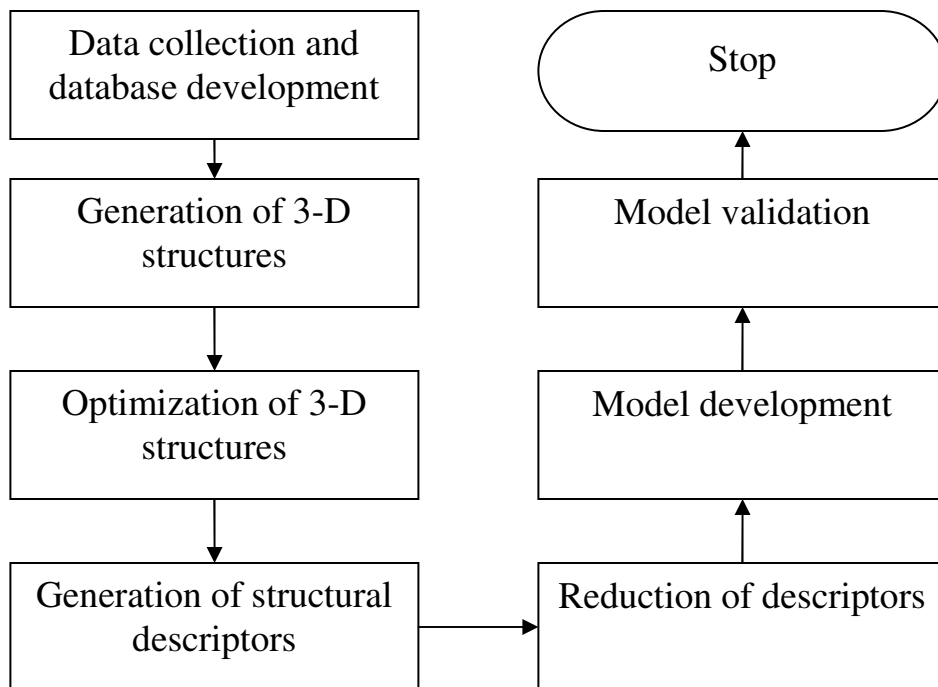 Data collection and
database development
Generation of 3-D
structures
Optimization of 3-D
structures
Generation of structural
descriptors
Reduction of descriptors
Model development
Model validation
Stop